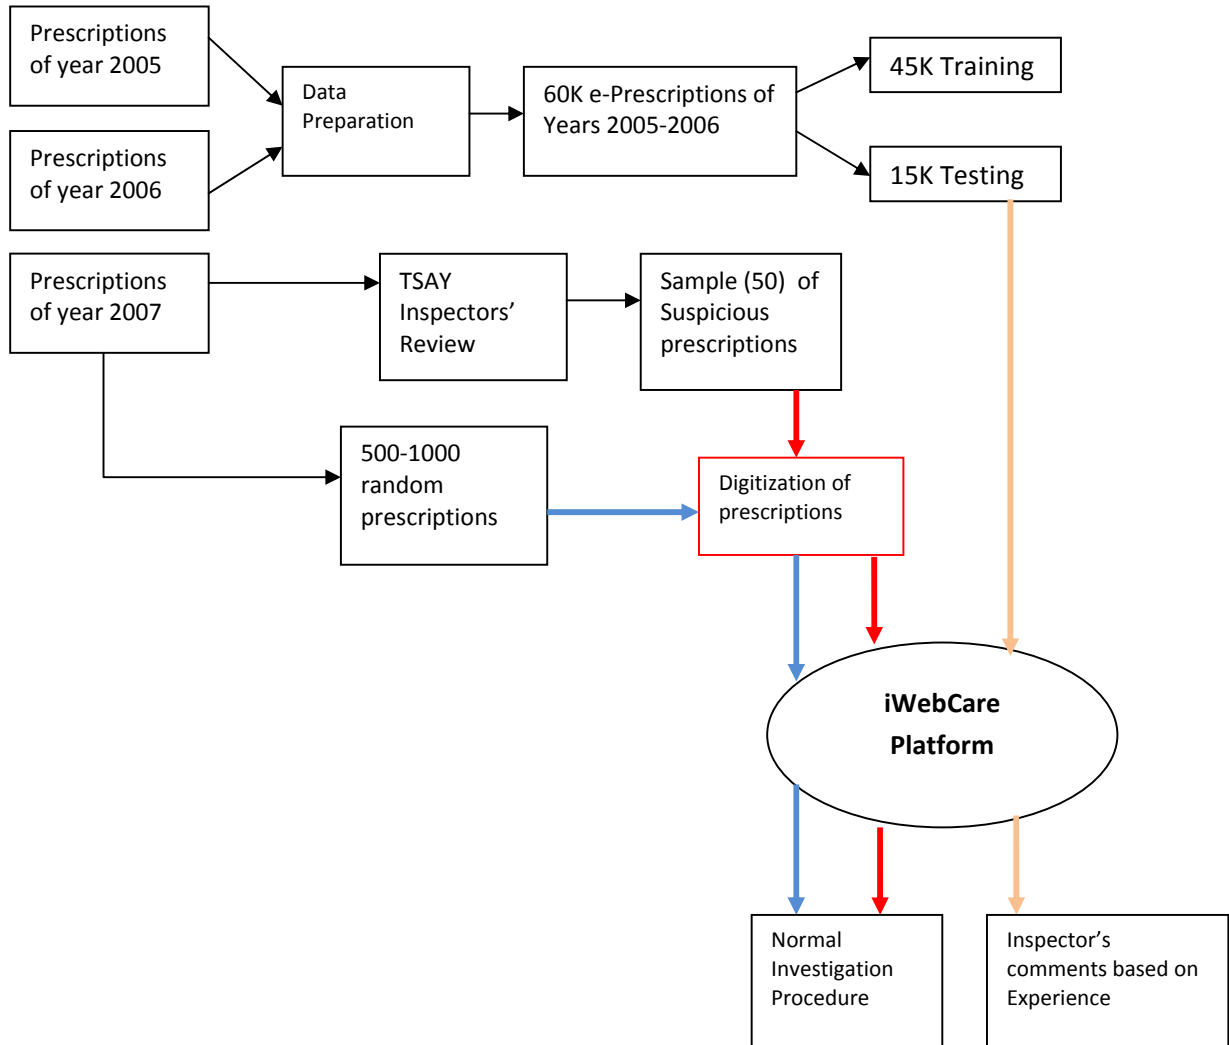 Prescriptions
of year 2005
Data
Preparation
60K e-Prescriptions of
Years 2005-2006
45K Training
Prescriptions
of year 2006
15K Testing
Prescriptions
of year 2007
TSAY
Inspectors’
Review
Sample (50)  of
Suspicious
prescriptions
500-1000
random
prescriptions
Digitization of
prescriptions
iWebCare
Platform
Normal
Investigation
Procedure
Inspector’s
comments based on
Experience